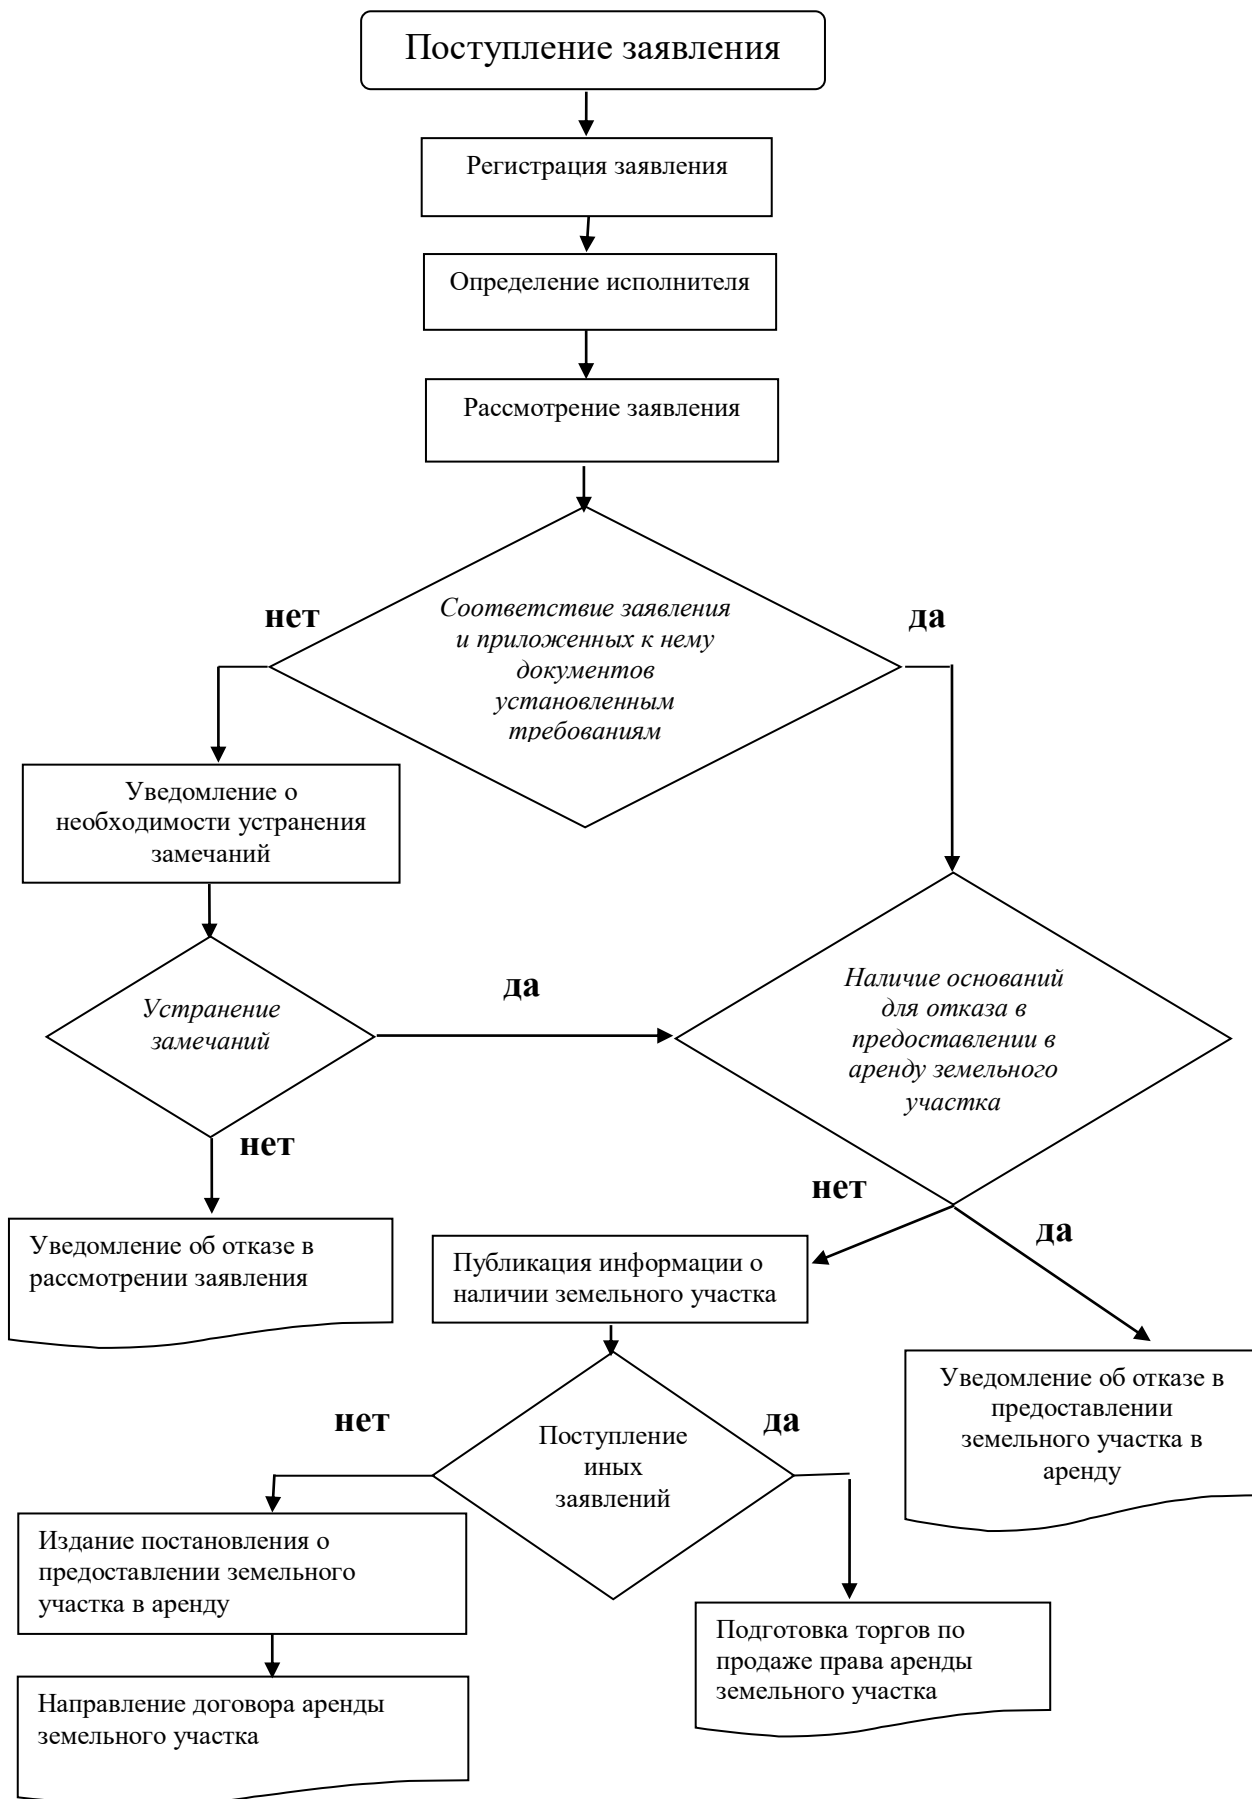 Поступление заявления
Регистрация заявления
Определение исполнителя
Рассмотрение заявления
нет
Соответствие заявления
и приложенных к нему
документов
установленным
требованиям
да
Уведомление о
необходимости устранения
замечаний
Устранение
замечаний
да
Наличие оснований
для отказа в
предоставлении в
аренду земельного
участка
нет
нет
да
Уведомление об отказе в
рассмотрении заявления
Публикация информации о
наличии земельного участка
Уведомление об отказе в
предоставлении
земельного участка в
аренду
нет
Поступление
иных
заявлений
да
Издание постановления о
предоставлении земельного
участка в аренду
Подготовка торгов по
продаже права аренды
земельного участка
Направление договора аренды
земельного участка